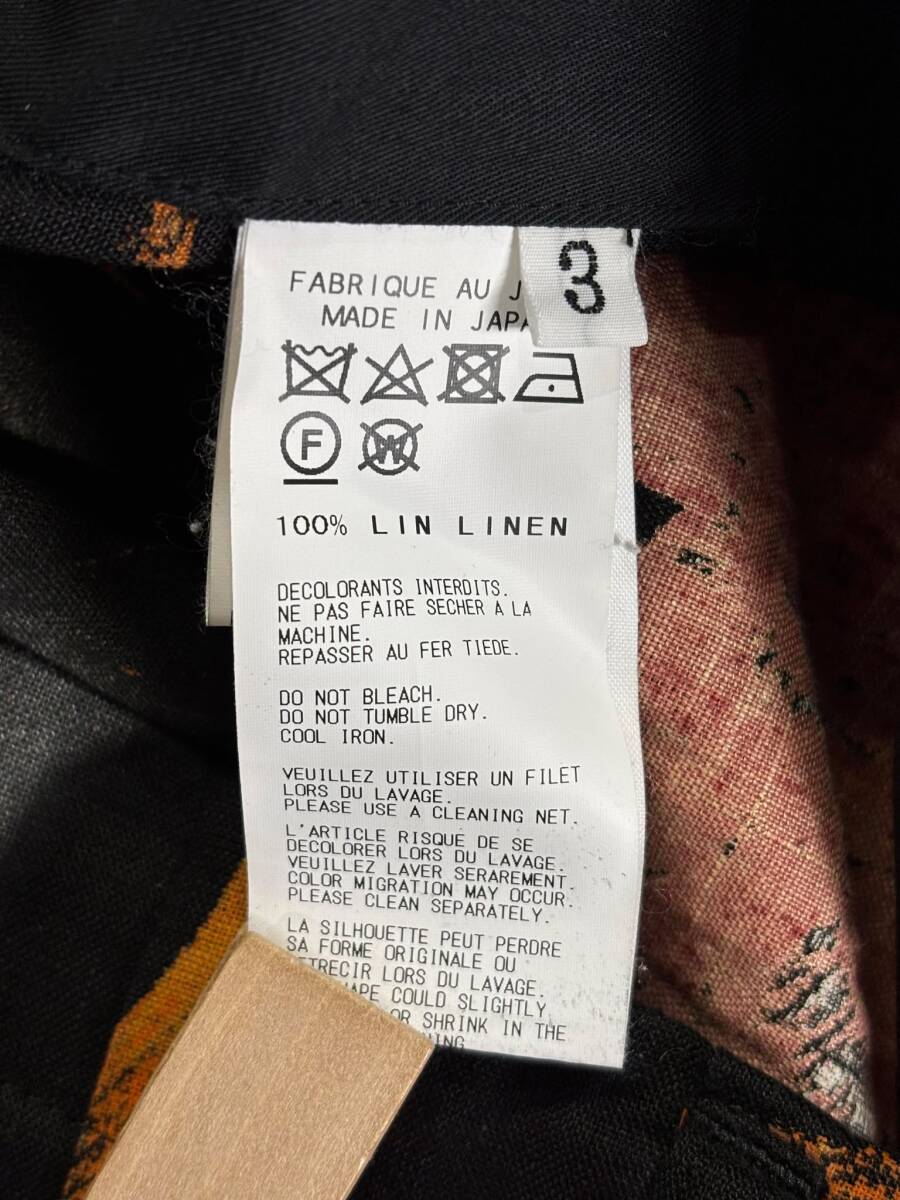 3
FABRIQUE AU
MADE IN
F
W
100% LIN LINEN
DECOLORANTS INTERDITS.
NE PAS FAIRE SECHER A LA
MACHINE.
REPASSER AU FER TIEDE.
DO NOT BLEACH.
DO NOT TUMBLE DRY.
COOL IRON.
VEUILLEZ UTILISER UN FILET
LORS DU LAVAGE.
PLEASE USE A CLEANING NET.
L'ARTICLE RISQUE DE SE
DECOLORER LORS DU LAVAGE.
VEUILLEZ LAVER SERAREMENT.
COLOR MIGRATION MAY OCCUR.
PLEASE CLEAN SEPARATELY.
LA SILHOUETTE PEUT PERDRE
SA FORME ORIGINALE OU
LORS DU LAVAGE.
COULD SLIGHTLY
OR SHRINK IN THE